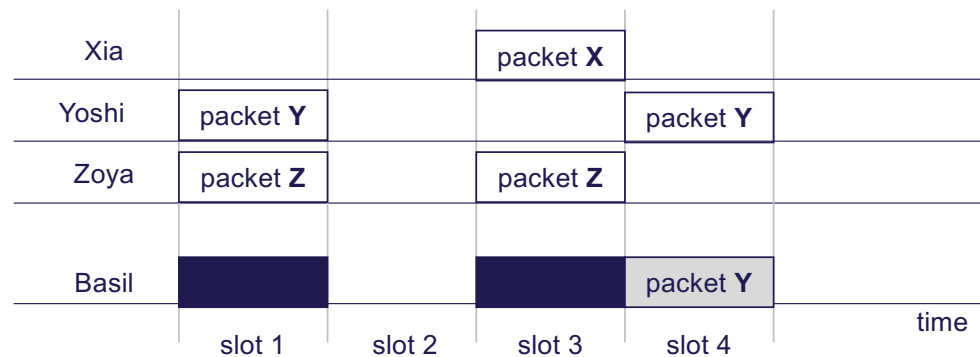 Xia
packet X
Yoshi
packet Y
packet Y
Zoya
packet Z
packet Z
Basil
packet Y
time
slot 1
slot 2
slot 3
slot 4